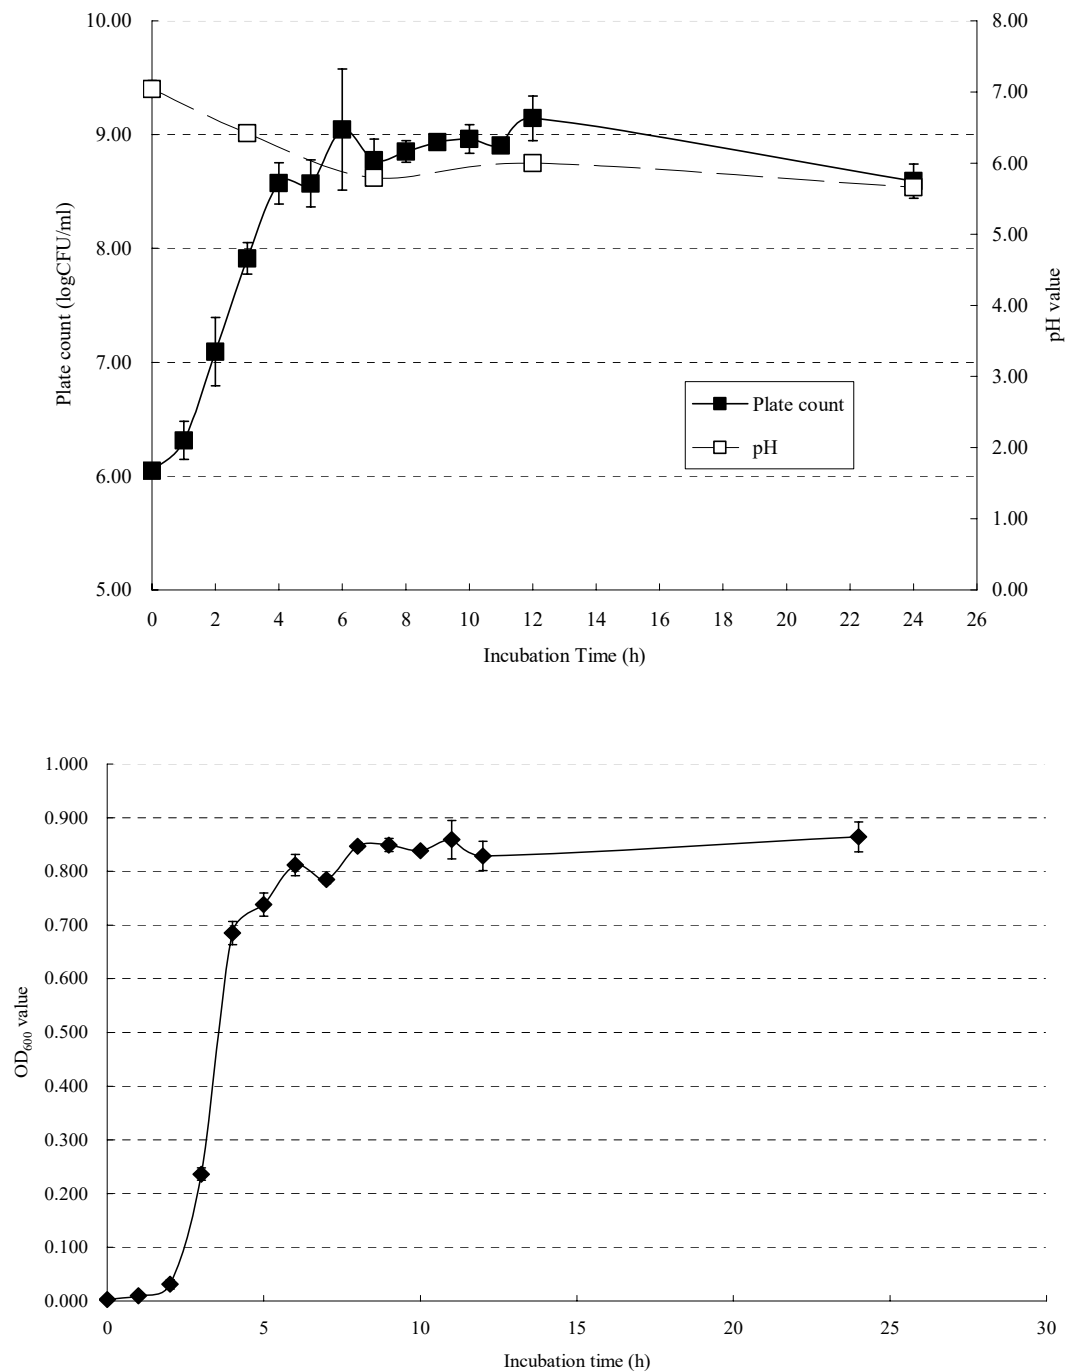 10.00
9.00
8.00
7.00
6.00
5.00
Plate count (logCFU/ml)
8.00
7.00
6.00
5.00
4.00
3.00
2.00
1.00
0.00
pH value
Plate count
pH
0 2 4 6 8 10 12 14 16 18 20 22 24 26
Incubation Time (h)
1.000
0.900
0.800
0.700
0.600
0.500
0.400
0.300
0.200
0.100
0.000
OD600 value
0 5 10 15 20 25 30
Incubation time (h)